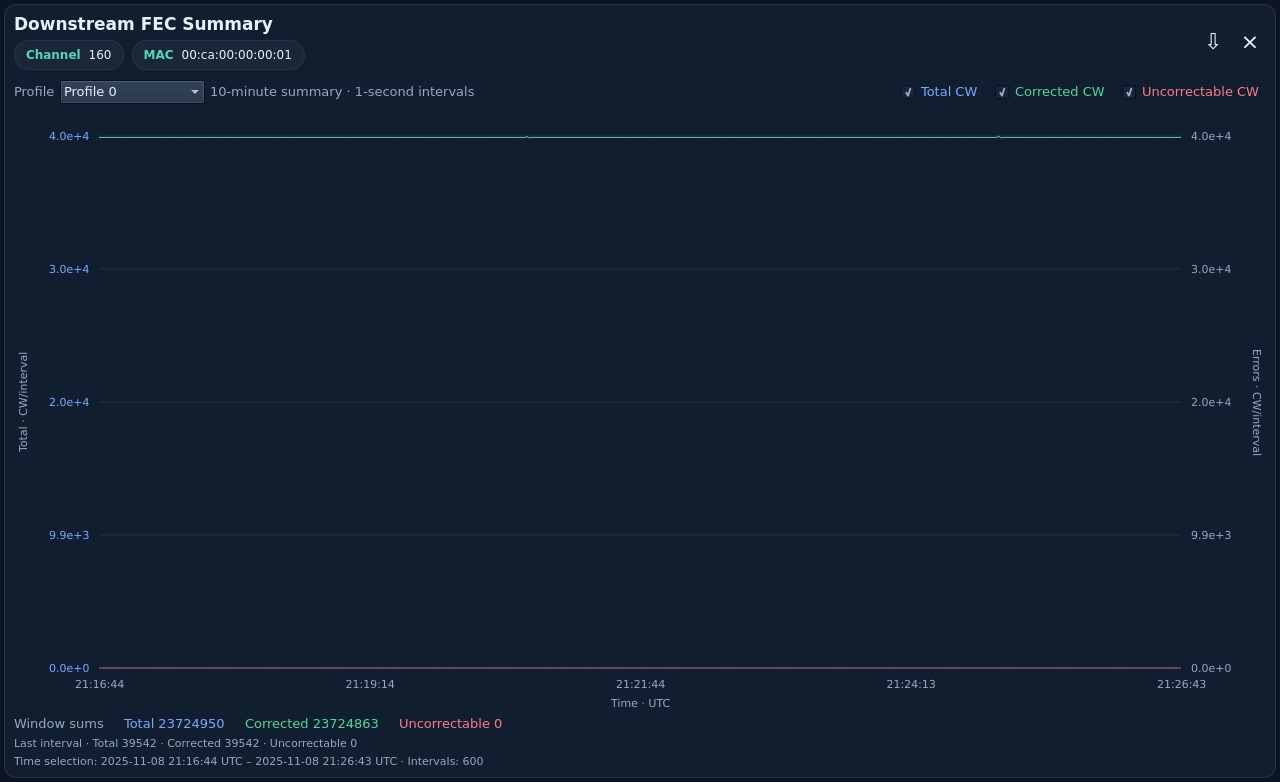 Downstream FEC Summary
Channel 160 MAC 00:ca:00:00:00:01
⇩ ×
Profile Profile 0 10-minute summary · 1-second intervals Total CW Corrected CW Uncorrectable CW
4.0e+4 4.0e+4
3.0e+4 3.0e+4
Total · CW/interval
Errors · CW/interval
2.0e+4 2.0e+4
9.9e+3 9.9e+3
0.0e+0 0.0e+0
21:16:44 21:19:14 21:21:44 21:24:13 21:26:43
Time · UTC
Window sums Total 23724950 Corrected 23724863 Uncorrectable 0
Last interval · Total 39542 · Corrected 39542 · Uncorrectable 0
Time selection: 2025-11-08 21:16:44 UTC – 2025-11-08 21:26:43 UTC · Intervals: 600